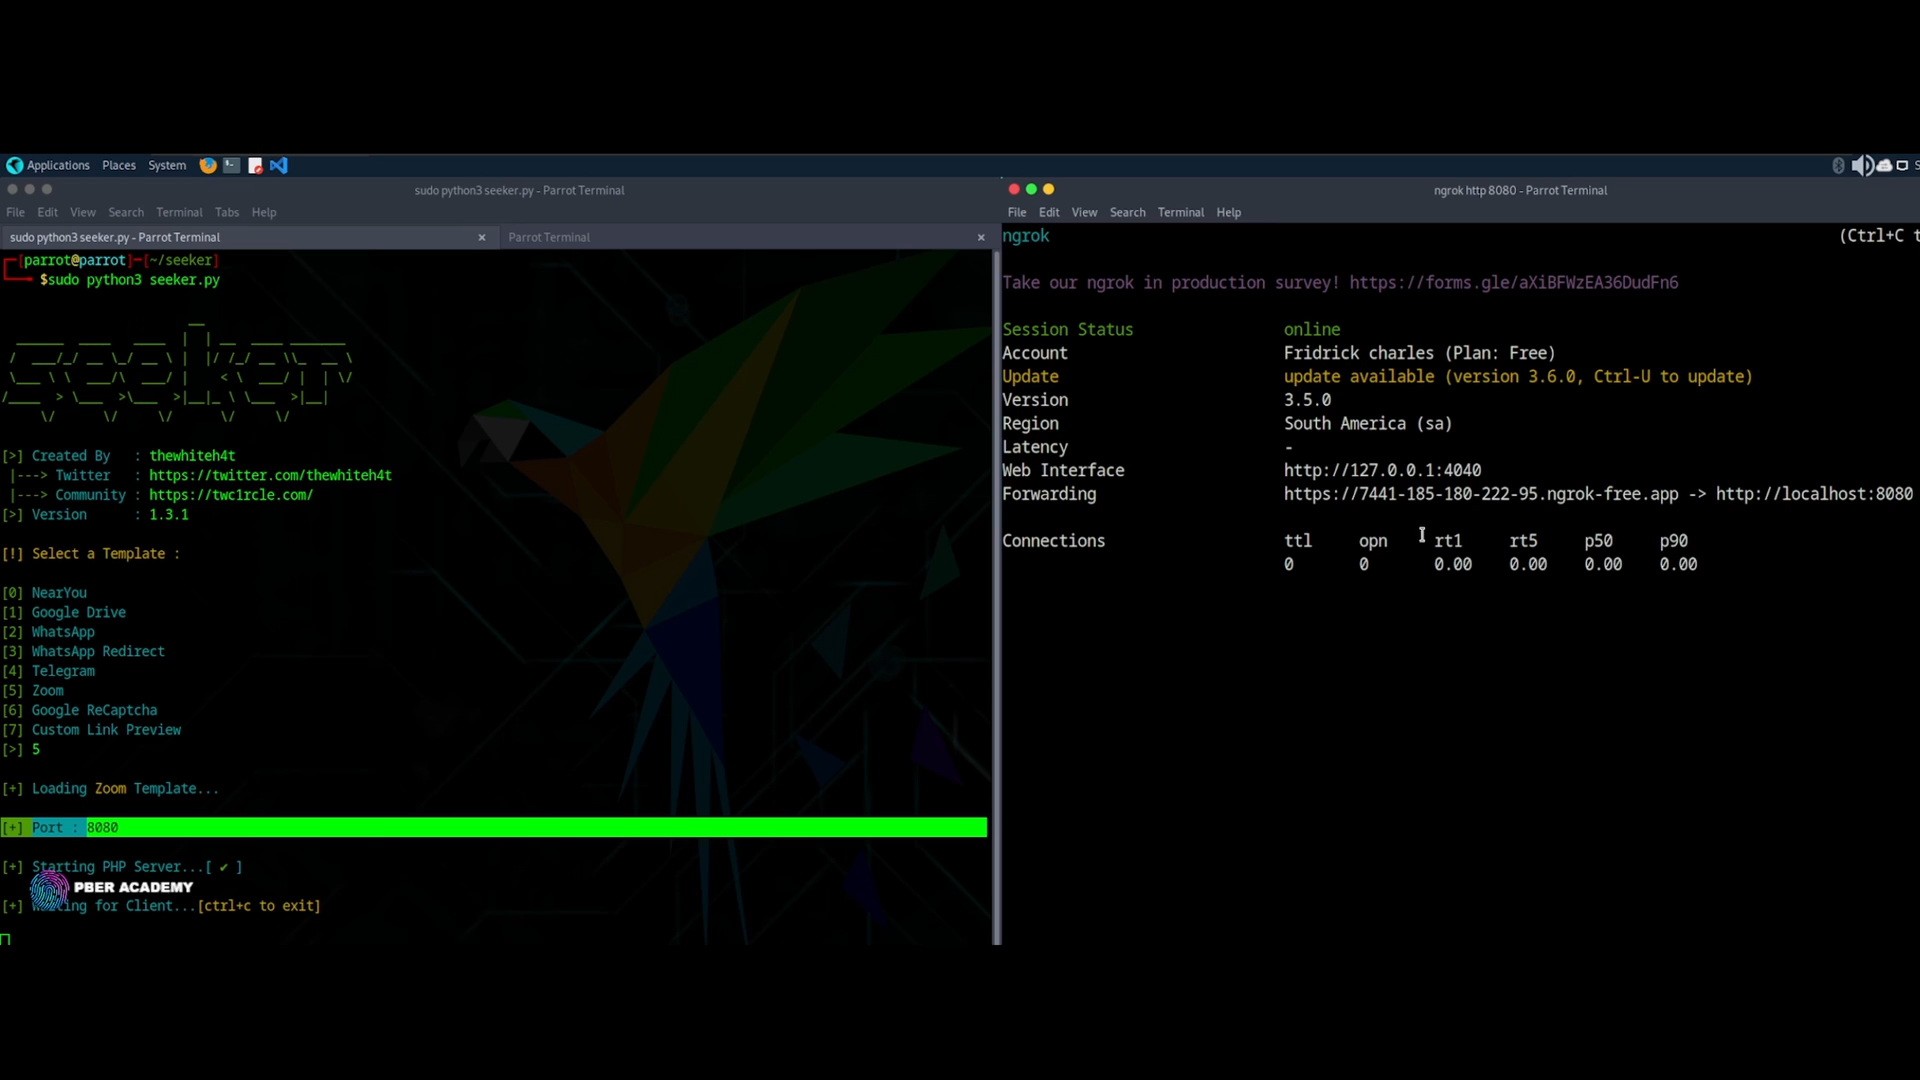 Applications Places System
sudo python3 seeker.py - Parrot Terminal
File Edit View Search Terminal Tabs Help
sudo python3 seeker.py - Parrot Terminal × Parrot Terminal ×
[parrot@parrot]-[~/seeker]
$sudo python3 seeker.py
seeker
[>] Created By : thewhiteh4t
|---> Twitter : https://twitter.com/thewhiteh4t
|---> Community : https://twc1rcle.com/
[>] Version : 1.3.1
[!] Select a Template :
[0] NearYou
[1] Google Drive
[2] WhatsApp
[3] WhatsApp Redirect
[4] Telegram
[5] Zoom
[6] Google ReCaptcha
[7] Custom Link Preview
[>] 5
[+] Loading Zoom Template...
[+] Port : 8080
[+] Starting PHP Server...[ ✔ ]
PBER ACADEMY
[+] for Client...[ctrl+c to exit]
ngrok http 8080 - Parrot Terminal
File Edit View Search Terminal Help
ngrok (Ctrl+C t
Take our ngrok in production survey! https://forms.gle/aXiBFWzEA36DudFn6
Session Status online
Account Fridrick charles (Plan: Free)
Update update available (version 3.6.0, Ctrl-U to update)
Version 3.5.0
Region South America (sa)
Latency -
Web Interface http://127.0.0.1:4040
Forwarding https://7441-185-180-222-95.ngrok-free.app -> http://localhost:8080
Connections ttl opn rt1 rt5 p50 p90
0 0 0.00 0.00 0.00 0.00